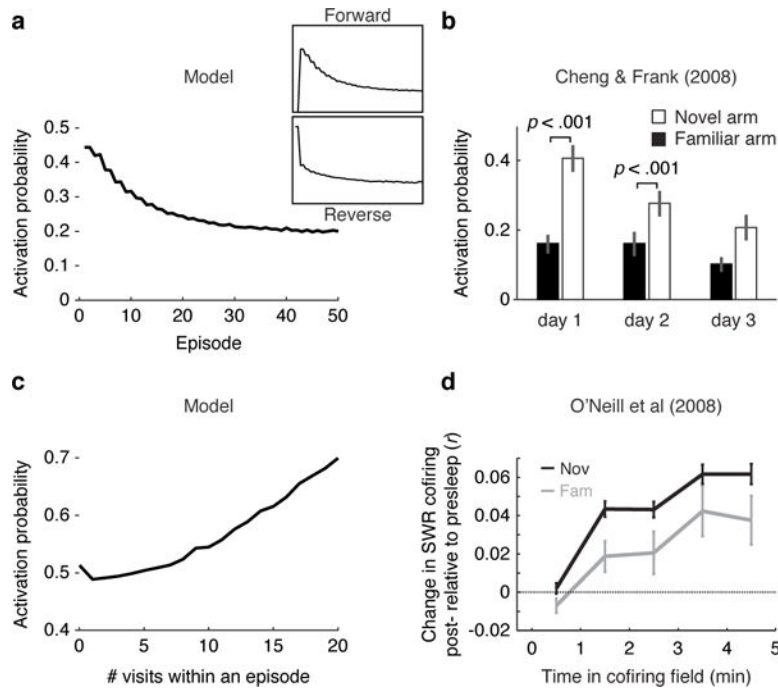 a
Forward
Model
Activation probability
0.5
0.4
0.3
0.2
0.1
0
0 10 20 30 40 50
Episode
Reverse
b
Cheng & Frank (2008)
Novel arm
Familiar arm
p < .001
p < .001
Activation probability
0.4
0.2
0
day 1 day 2 day 3
c
Model
Activation probability
0.7
0.6
0.5
0.4
0 5 10 15 20
# visits within an episode
d
O'Neill et al (2008)
Nov
Fam
Change in SWR cofiring
post- relative to presleep (r)
0.06
0.04
0.02
0
-0.02
0 1 2 3 4 5
Time in cofiring field (min)